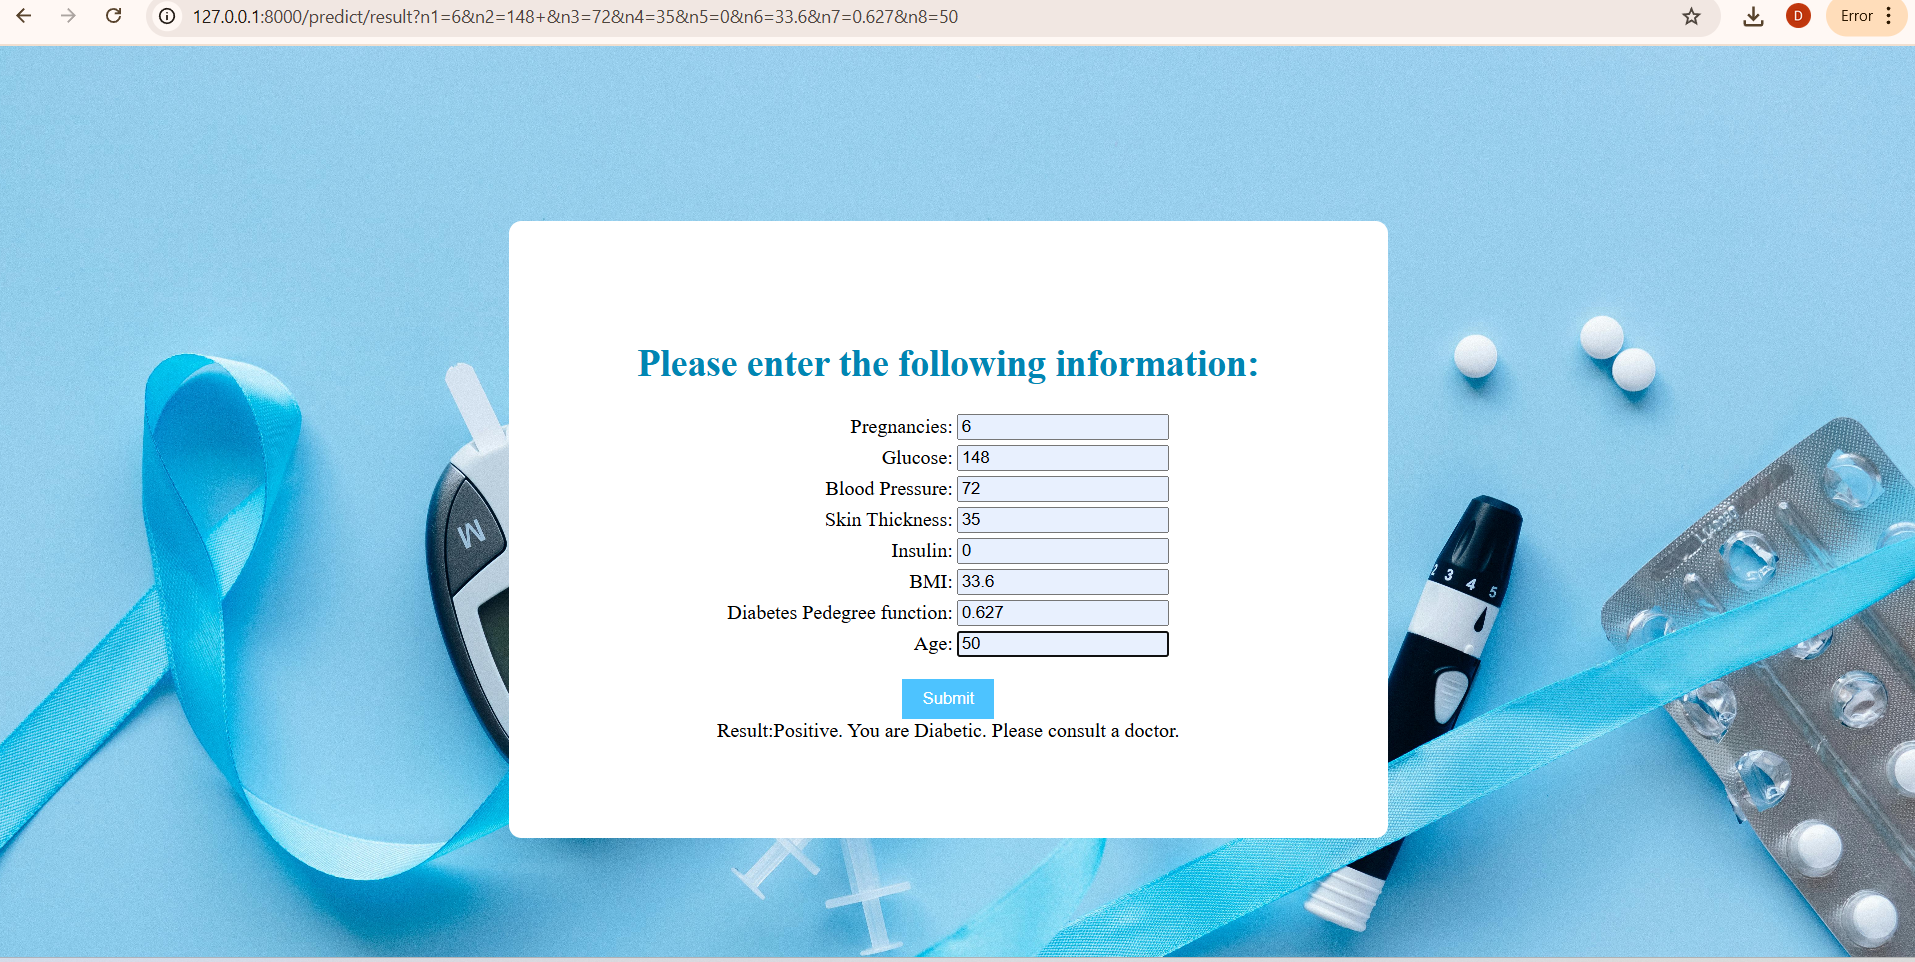 127.0.0.1:8000/predict/result?n1=6&n2=148+&n3=72&n4=35&n5=0&n6=33.6&n7=0.627&n8=50
D
Error
Please enter the following information:
Pregnancies: 6
Glucose: 148
Blood Pressure: 72
Skin Thickness: 35
Insulin: 0
BMI: 33.6
Diabetes Pedegree function: 0.627
Age: 50
Submit
Result:Positive. You are Diabetic. Please consult a doctor.
M
2 3 4 5